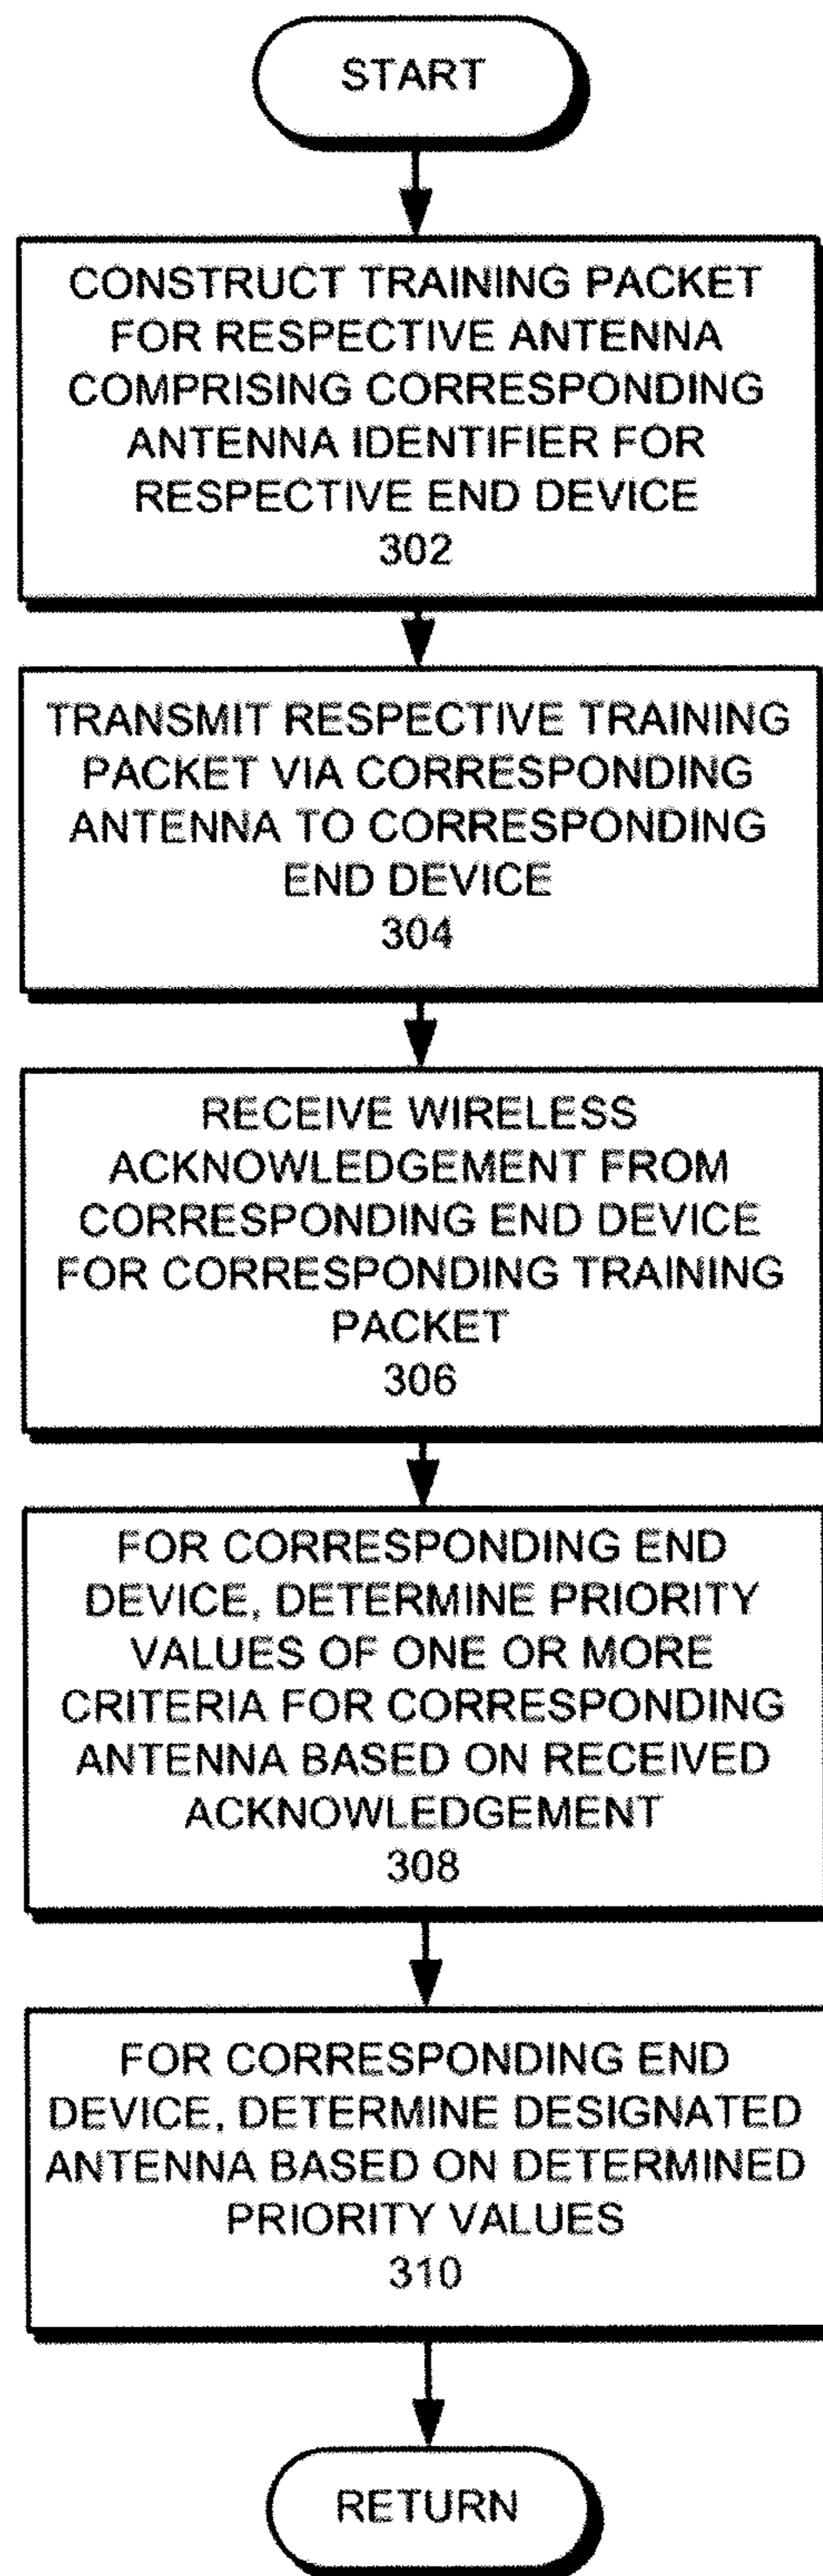 START
CONSTRUCT TRAINING PACKET
FOR RESPECTIVE ANTENNA
COMPRISING CORRESPONDING
ANTENNA IDENTIFIER FOR
RESPECTIVE END DEVICE
302
TRANSMIT RESPECTIVE TRAINING
PACKET VIA CORRESPONDING
ANTENNA TO CORRESPONDING
END DEVICE
304
RECEIVE WIRELESS
ACKNOWLEDGEMENT FROM
CORRESPONDING END DEVICE
FOR CORRESPONDING TRAINING
PACKET
306
FOR CORRESPONDING END
DEVICE, DETERMINE PRIORITY
VALUES OF ONE OR MORE
CRITERIA FOR CORRESPONDING
ANTENNA BASED ON RECEIVED
ACKNOWLEDGEMENT
308
FOR CORRESPONDING END
DEVICE, DETERMINE DESIGNATED
ANTENNA BASED ON DETERMINED
PRIORITY VALUES
310
RETURN